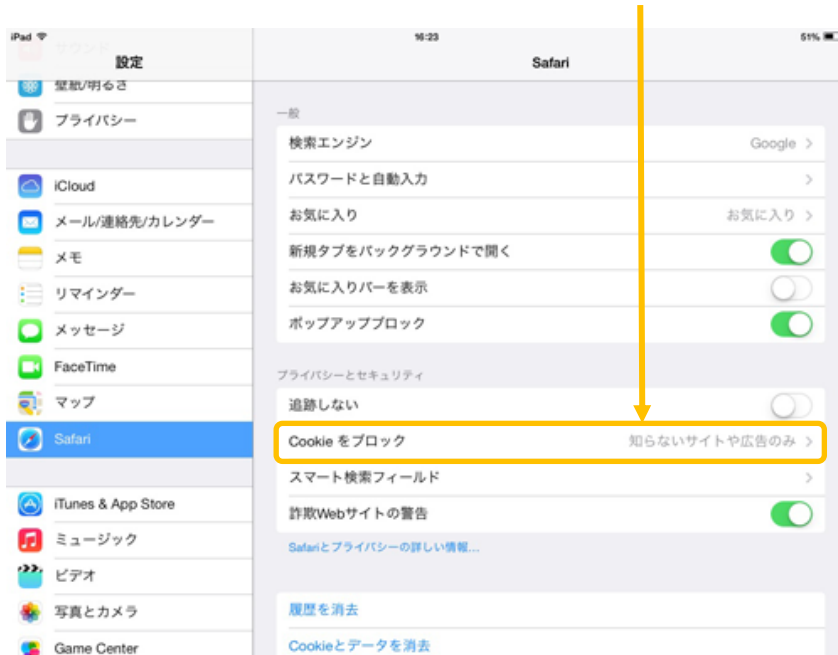 iPad
16:23
51%
サウンド
設定
Safari
壁紙/明るさ
プライバシー
iCloud
メール/連絡先/カレンダー
メモ
リマインダー
メッセージ
FaceTime
マップ
Safari
iTunes & App Store
ミュージック
ビデオ
写真とカメラ
Game Center
一般
検索エンジン
Google
パスワードと自動入力
お気に入り
お気に入り
新規タブをバックグラウンドで開く
お気に入りバーを表示
ポップアップブロック
プライバシーとセキュリティ
追跡しない
Cookie をブロック
知らないサイトや広告のみ
スマート検索フィールド
詐欺Webサイトの警告
Safariとプライバシーの詳しい情報...
履歴を消去
Cookieとデータを消去